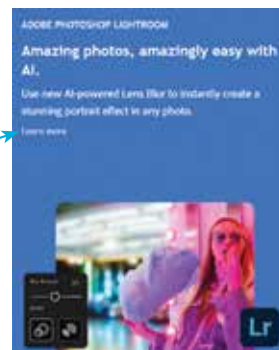 ADOBE PHOTOSHOP LIGHTROOM
Amazing photos, amazingly easy with
AI.
Use new AI-powered Lens Blur to instantly create a
stunning portrait effect in any photo.
Learn more
Lr